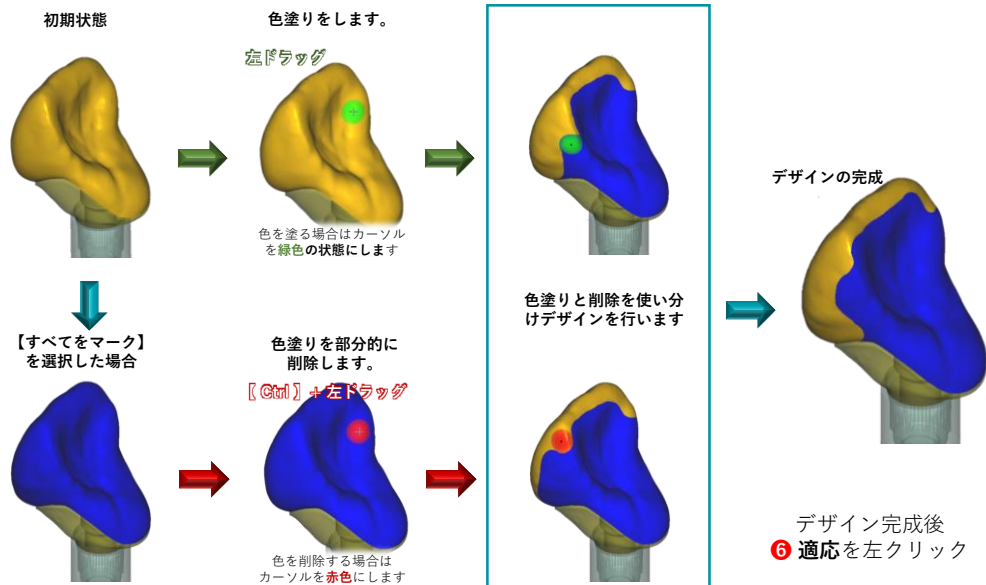 初期状態
色塗りをします。
左ドラッグ
色を塗る場合はカーソル
を緑色の状態にします
【すべてをマーク】
を選択した場合
色塗りを部分的に
削除します。
[ Ctrl ] +左ドラッグ
色を削除する場合は
カーソルを赤色にします
色塗りと削除を使い分
けデザインを行います
デザインの完成
デザイン完成後
❻ 適応を左クリック